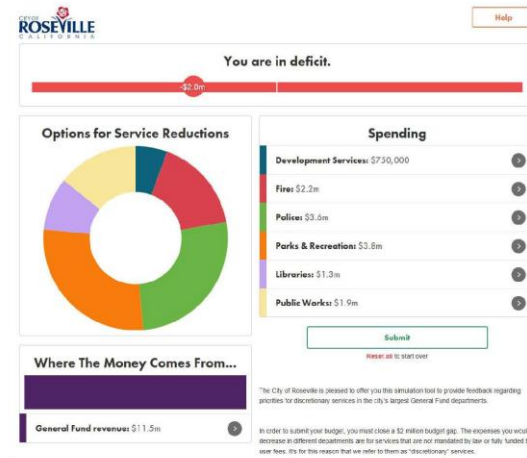 CITY OF
ROSEVILLE
CALIFORNIA
Help
You are in deficit.
-$2.0m
Options for Service Reductions
Spending
Development Services: $750,000
Fire: $2.2m
Police: $3.6m
Parks & Recreation: $3.8m
Libraries: $1.3m
Public Works: $1.9m
Submit
Reset all to start over
Where The Money Comes From...
General Fund revenue: $11.5m
The City of Roseville is pleased to offer you this simulation tool to provide feedback regarding
priorities for discretionary services in the city's largest General Fund departments.
In order to submit your budget, you must close a $2 million budget gap. The expenses you
decrease in different departments are for services that are not mandated by law or fully funded
user fees. It's for this reason that we refer to them as "discretionary" services.